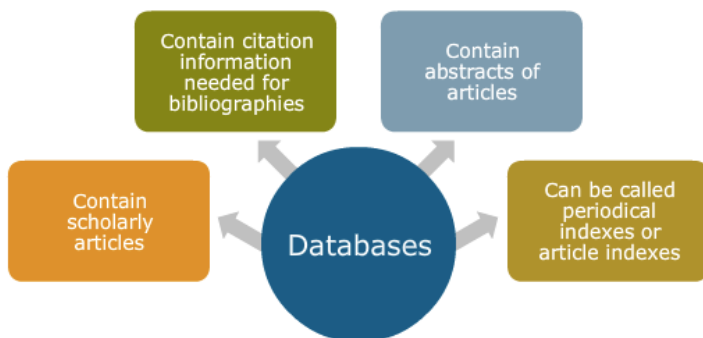 Contain citation
information
needed for
bibliographies
Contain
abstracts of
articles
Contain
scholarly
articles
Can be called
periodical
indexes or
article indexes
Databases